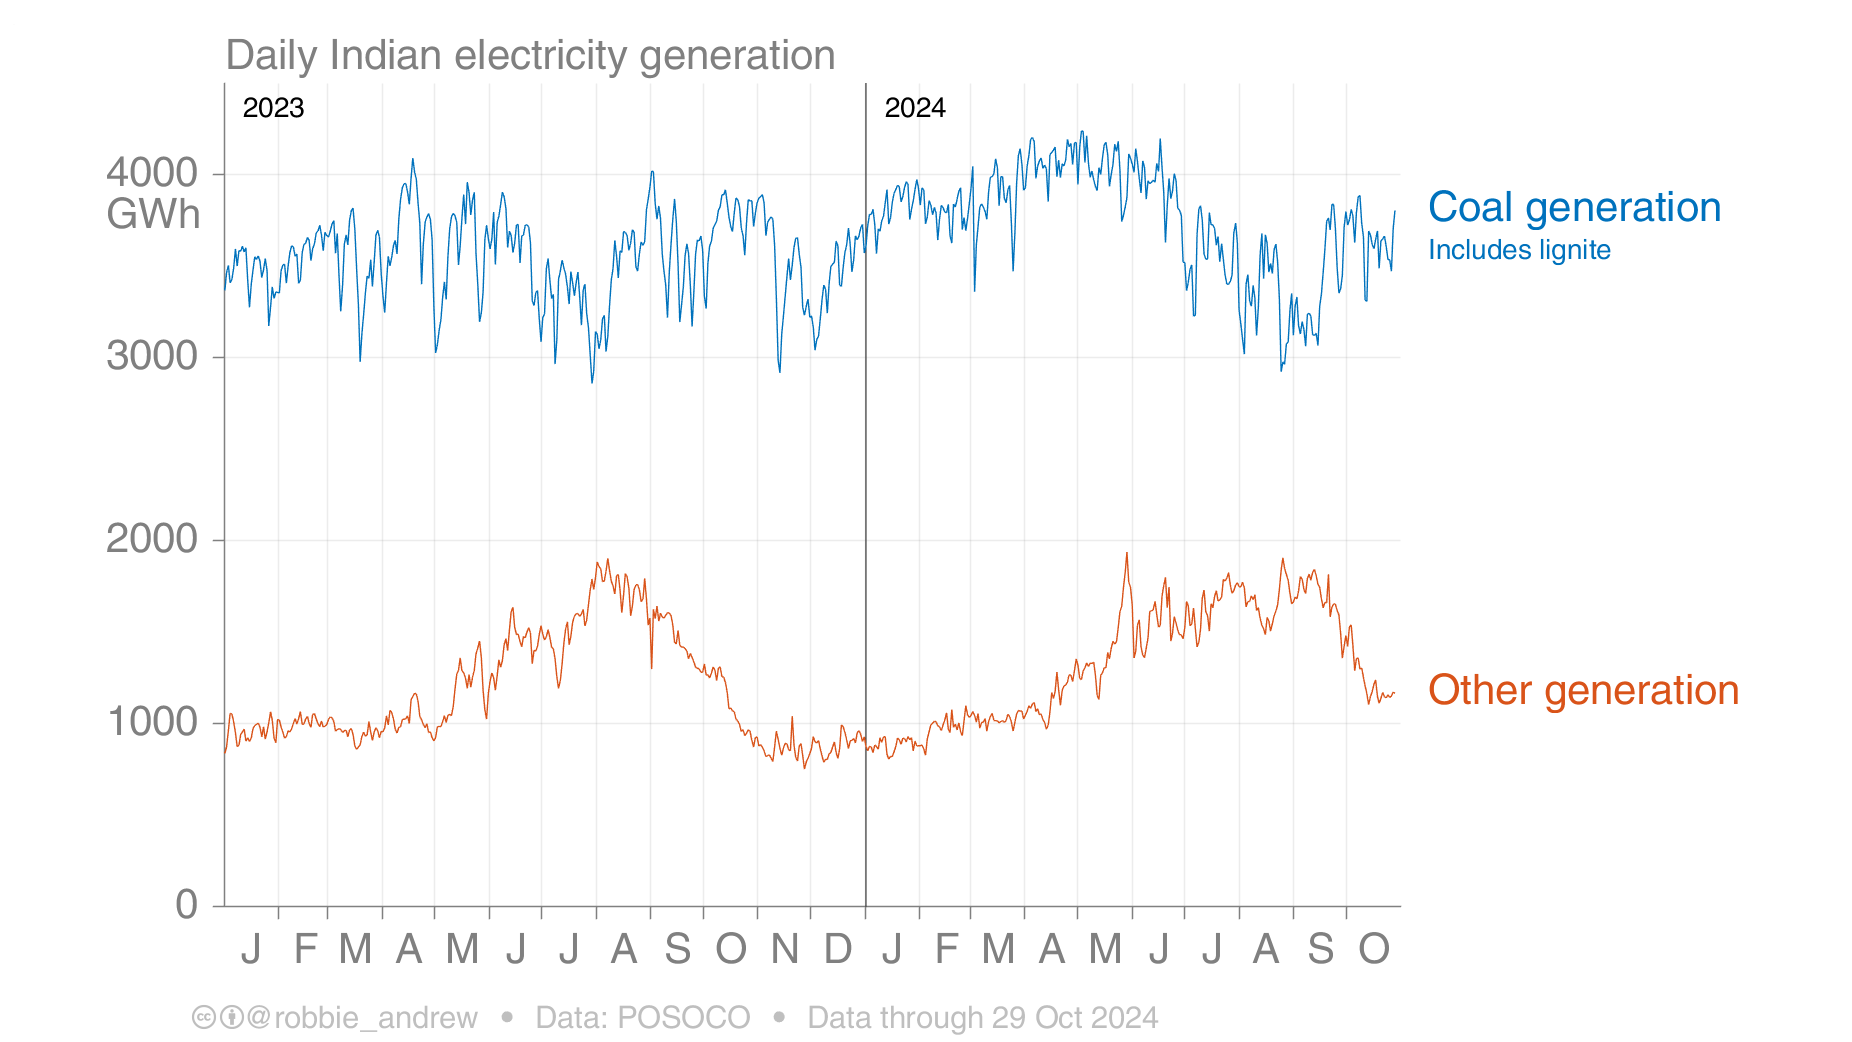 Daily Indian electricity generation
2023
2024
4000
GWh
3000
2000
1000
0
Coal generation
Includes lignite
Other generation
J F M A M J J A S O N D J F M A M J J A S O
@robbie_andrew • Data: POSOCO • Data through 29 Oct 2024